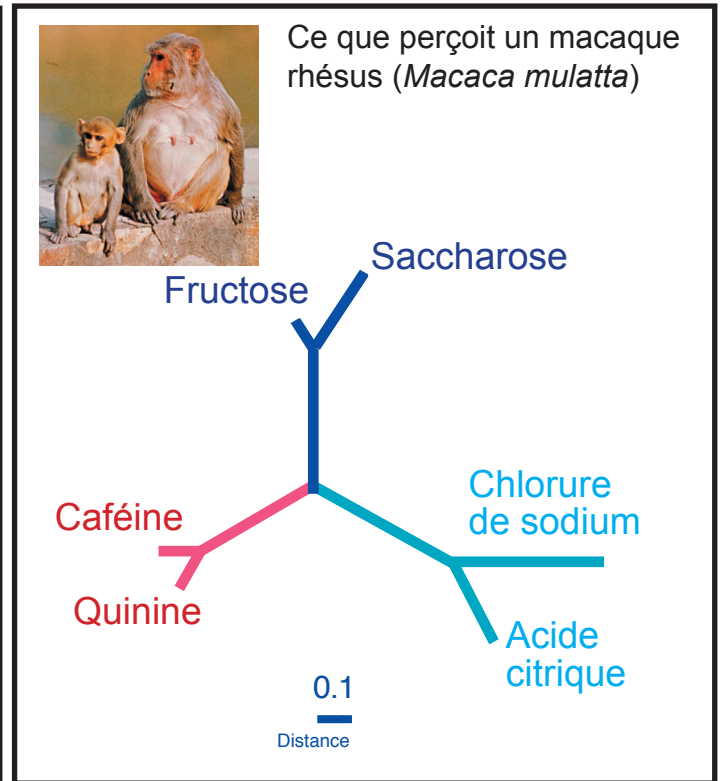 Ce que perçoit un macaque
rhésus (Macaca mulatta)
Saccharose
Fructose
Caféine
Quinine
Chlorure
de sodium
Acide
citrique
0.1
Distance